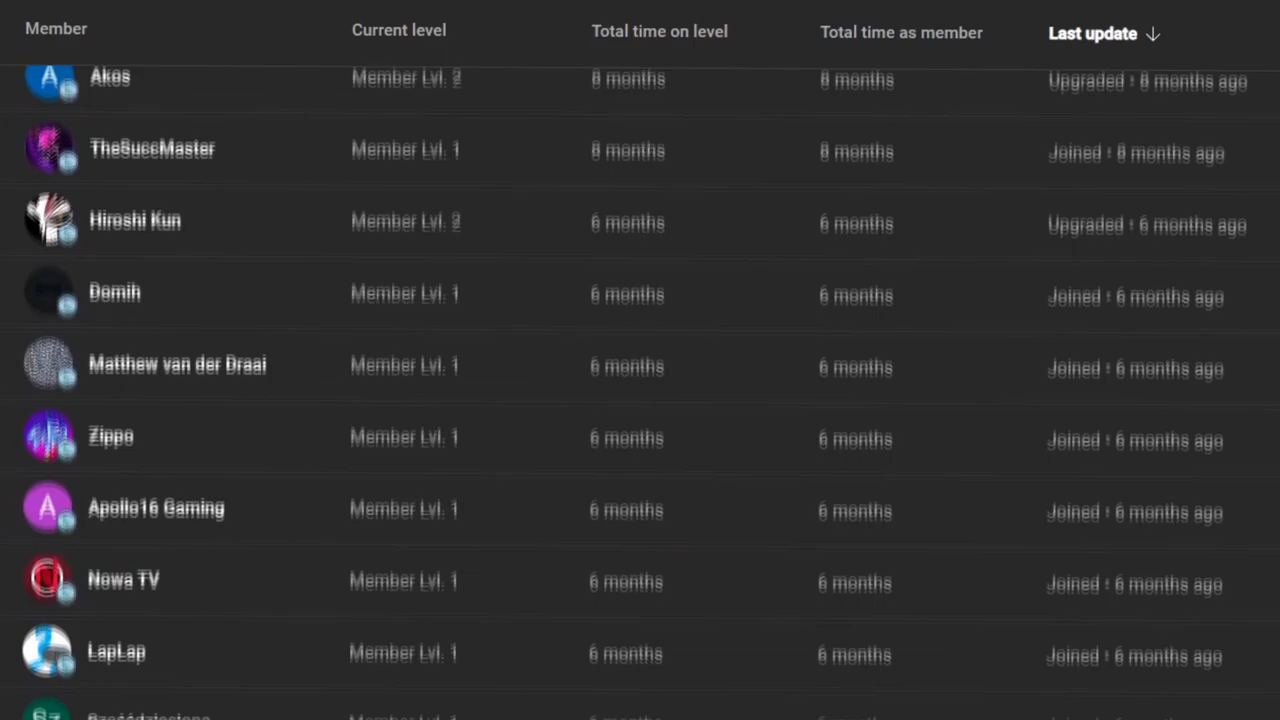 Member Current level Total time on level Total time as member Last update ↓
A Akos Member Lvl. 2 8 months 8 months Upgraded • 8 months ago
TheSuccMaster Member Lvl. 1 8 months 8 months Joined • 8 months ago
Hiroshi Kun Member Lvl. 2 6 months 6 months Upgraded • 6 months ago
Domih Member Lvl. 1 6 months 6 months Joined • 6 months ago
Matthew van der Draai Member Lvl. 1 6 months 6 months Joined • 6 months ago
Zippo Member Lvl. 1 6 months 6 months Joined • 6 months ago
A Apollo16 Gaming Member Lvl. 1 6 months 6 months Joined • 6 months ago
Nowa TV Member Lvl. 1 6 months 6 months Joined • 6 months ago
LapLap Member Lvl. 1 6 months 6 months Joined • 6 months ago